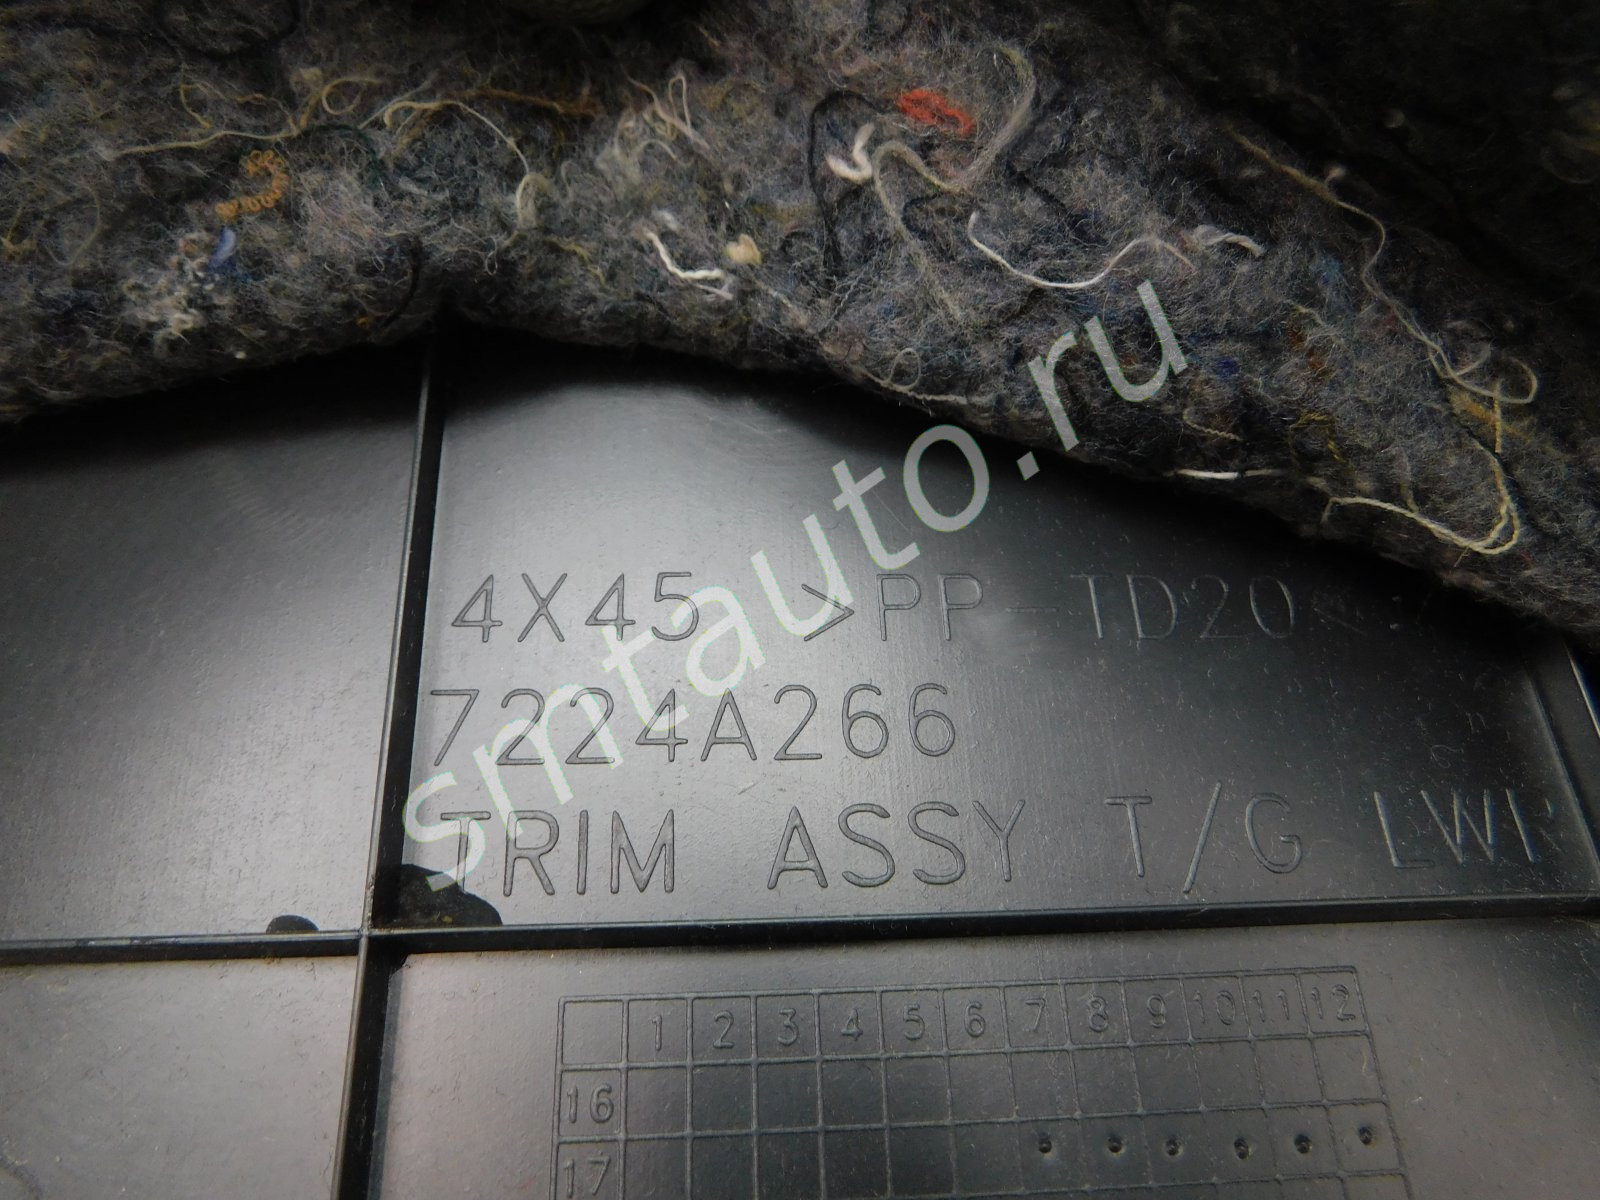 smtauto.ru
4X45 >PP-TD20<
7224A266
TRIM ASSY T/G LWR
1 2 3 4 5 6 7 8 9 10 11 12
16
17